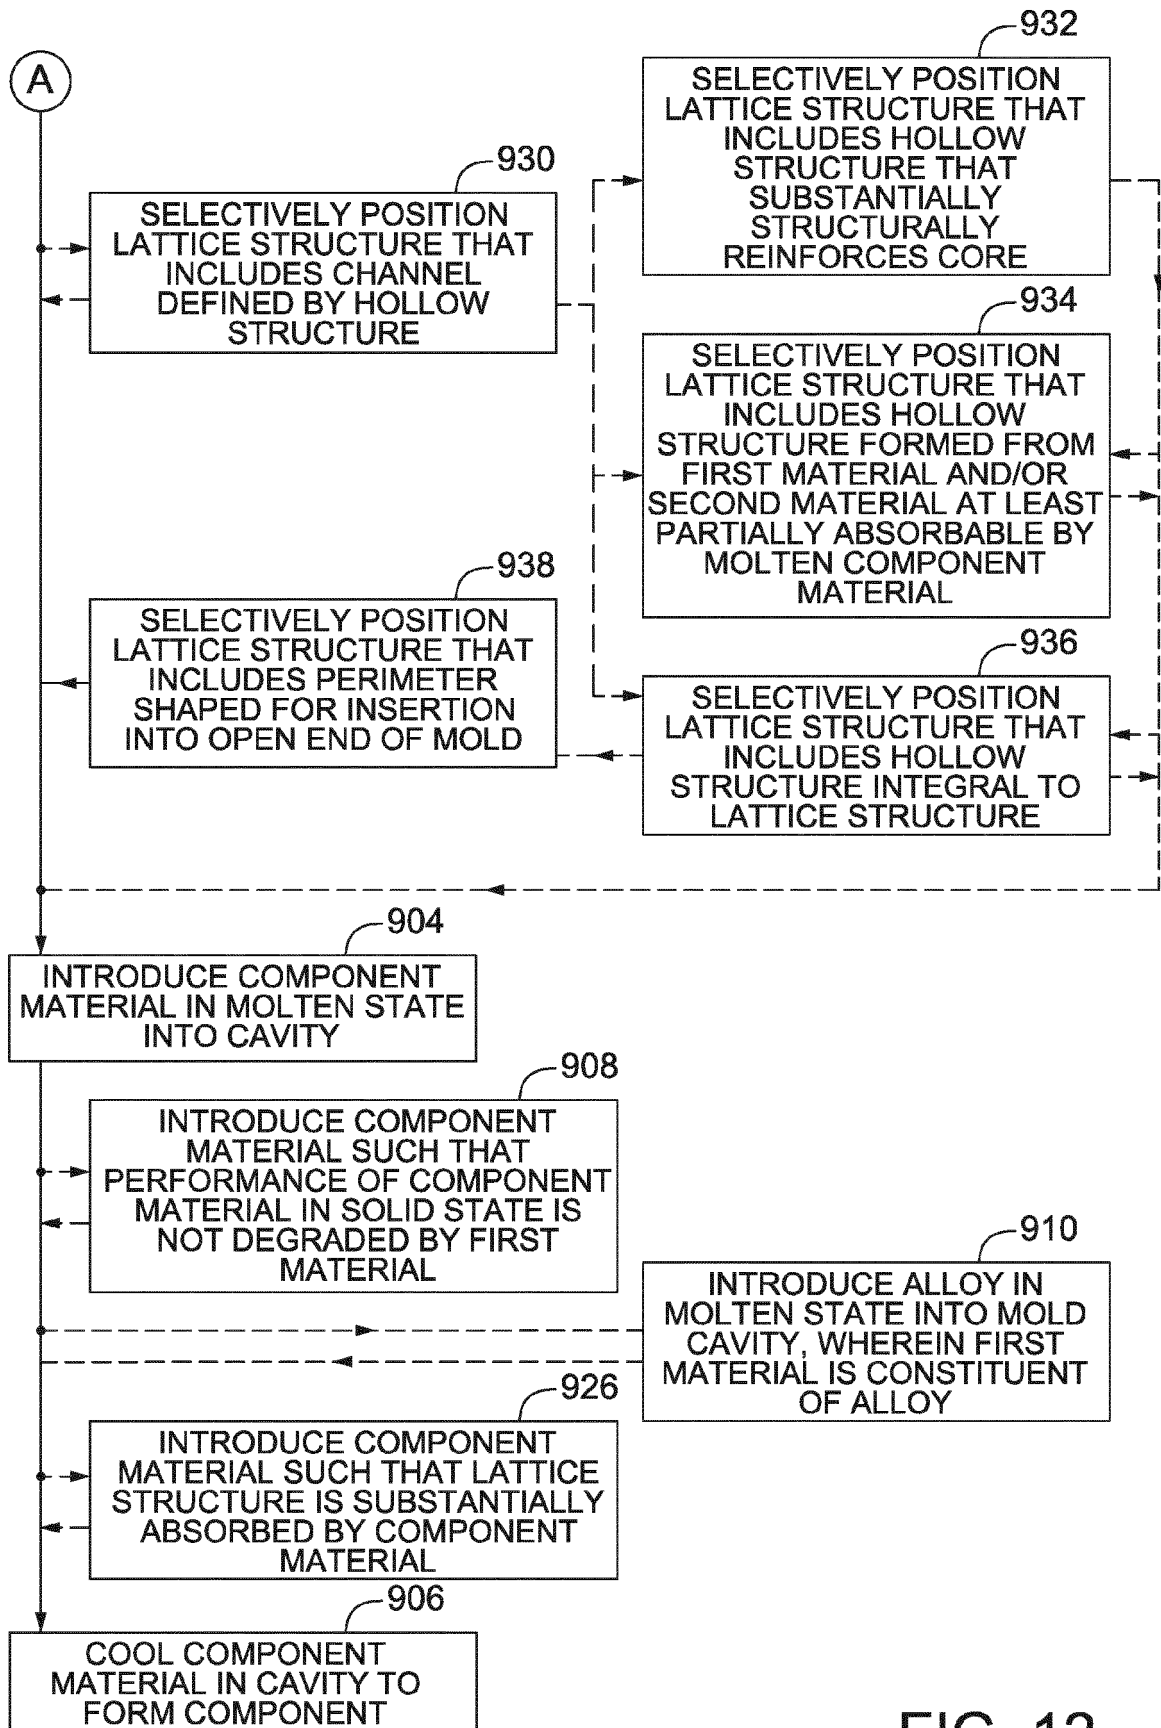 A
932
SELECTIVELY POSITION
LATTICE STRUCTURE THAT
INCLUDES HOLLOW
STRUCTURE THAT
SUBSTANTIALLY
STRUCTURALLY
REINFORCES CORE
930
SELECTIVELY POSITION
LATTICE STRUCTURE THAT
INCLUDES CHANNEL
DEFINED BY HOLLOW
STRUCTURE
934
SELECTIVELY POSITION
LATTICE STRUCTURE THAT
INCLUDES HOLLOW
STRUCTURE FORMED FROM
FIRST MATERIAL AND/OR
SECOND MATERIAL AT LEAST
PARTIALLY ABSORBABLE BY
MOLTEN COMPONENT
MATERIAL
938
SELECTIVELY POSITION
LATTICE STRUCTURE THAT
INCLUDES PERIMETER
SHAPED FOR INSERTION
INTO OPEN END OF MOLD
936
SELECTIVELY POSITION
LATTICE STRUCTURE THAT
INCLUDES HOLLOW
STRUCTURE INTEGRAL TO
LATTICE STRUCTURE
904
INTRODUCE COMPONENT
MATERIAL IN MOLTEN STATE
INTO CAVITY
908
INTRODUCE COMPONENT
MATERIAL SUCH THAT
PERFORMANCE OF COMPONENT
MATERIAL IN SOLID STATE IS
NOT DEGRADED BY FIRST
MATERIAL
910
INTRODUCE ALLOY IN
MOLTEN STATE INTO MOLD
CAVITY, WHEREIN FIRST
MATERIAL IS CONSTITUENT
OF ALLOY
926
INTRODUCE COMPONENT
MATERIAL SUCH THAT LATTICE
STRUCTURE IS SUBSTANTIALLY
ABSORBED BY COMPONENT
MATERIAL
906
COOL COMPONENT
MATERIAL IN CAVITY TO
FORM COMPONENT
FIG.